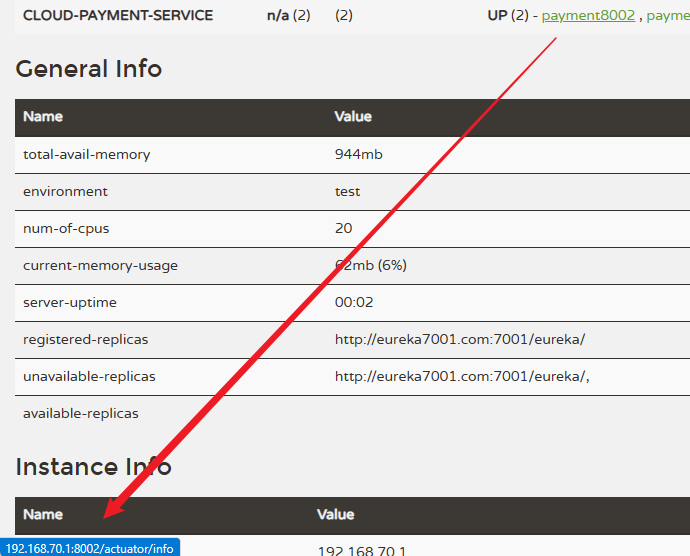 CLOUD-PAYMENT-SERVICE n/a (2) (2) UP (2) - payment8002 , payme
General Info
Name Value
total-avail-memory 944mb
environment test
num-of-cpus 20
current-memory-usage 62mb (6%)
server-uptime 00:02
registered-replicas http://eureka7001.com:7001/eureka/
unavailable-replicas http://eureka7001.com:7001/eureka/,
available-replicas
Instance Info
Name Value
192.168.70.1
192.168.70.1:8002/actuator/info